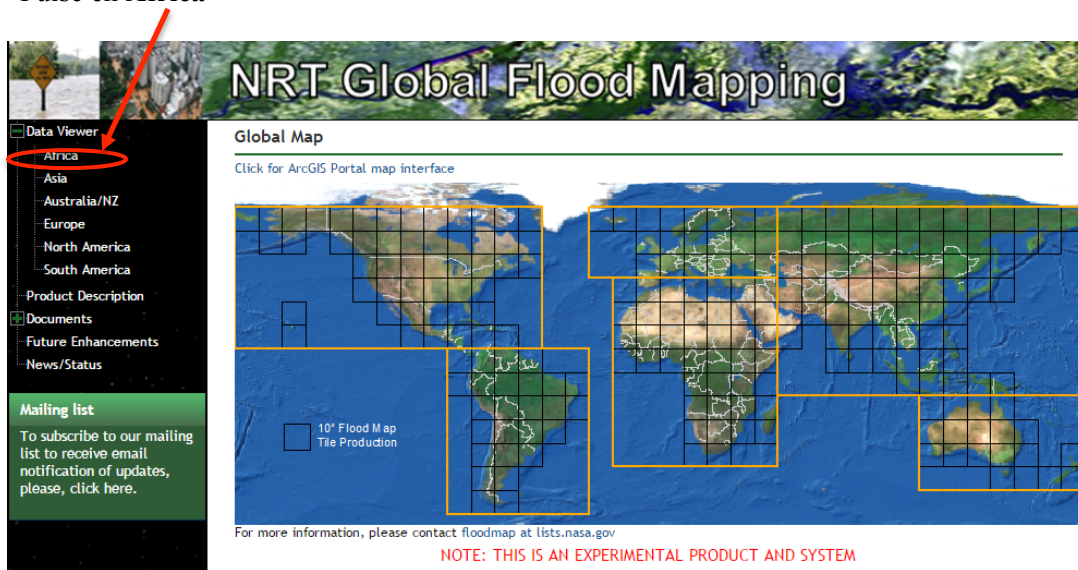 Pulse en Africa
NRT Global Flood Mapping
Data Viewer
Africa
Asia
Australia/NZ
Europe
North America
South America
Product Description
Documents
Future Enhancements
News/Status
Mailing list
To subscribe to our mailing
list to receive email
notification of updates,
please, click here.
Global Map
Click for ArcGIS Portal map interface
10° Flood Map
Tile Production
For more information, please contact floodmap at lists.nasa.gov
NOTE: THIS IS AN EXPERIMENTAL PRODUCT AND SYSTEM